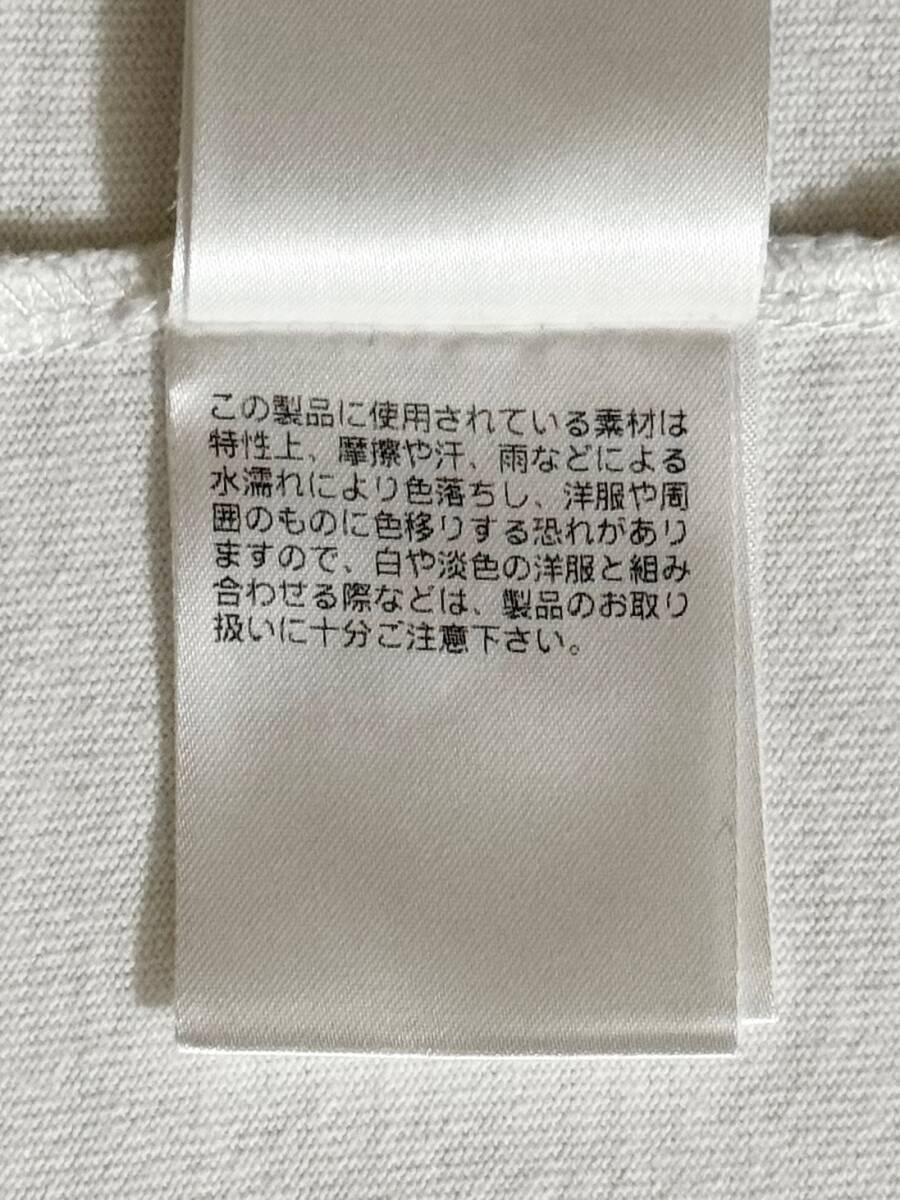 この製品に使用されている素材は
特性上、摩擦や汗、雨などによる
水濡れにより色落ちし、洋服や周
囲のものに色移りする恐れがあり
ますので、白や淡色の洋服と組み
合わせる際などは、製品のお取り
扱いに十分ご注意下さい。